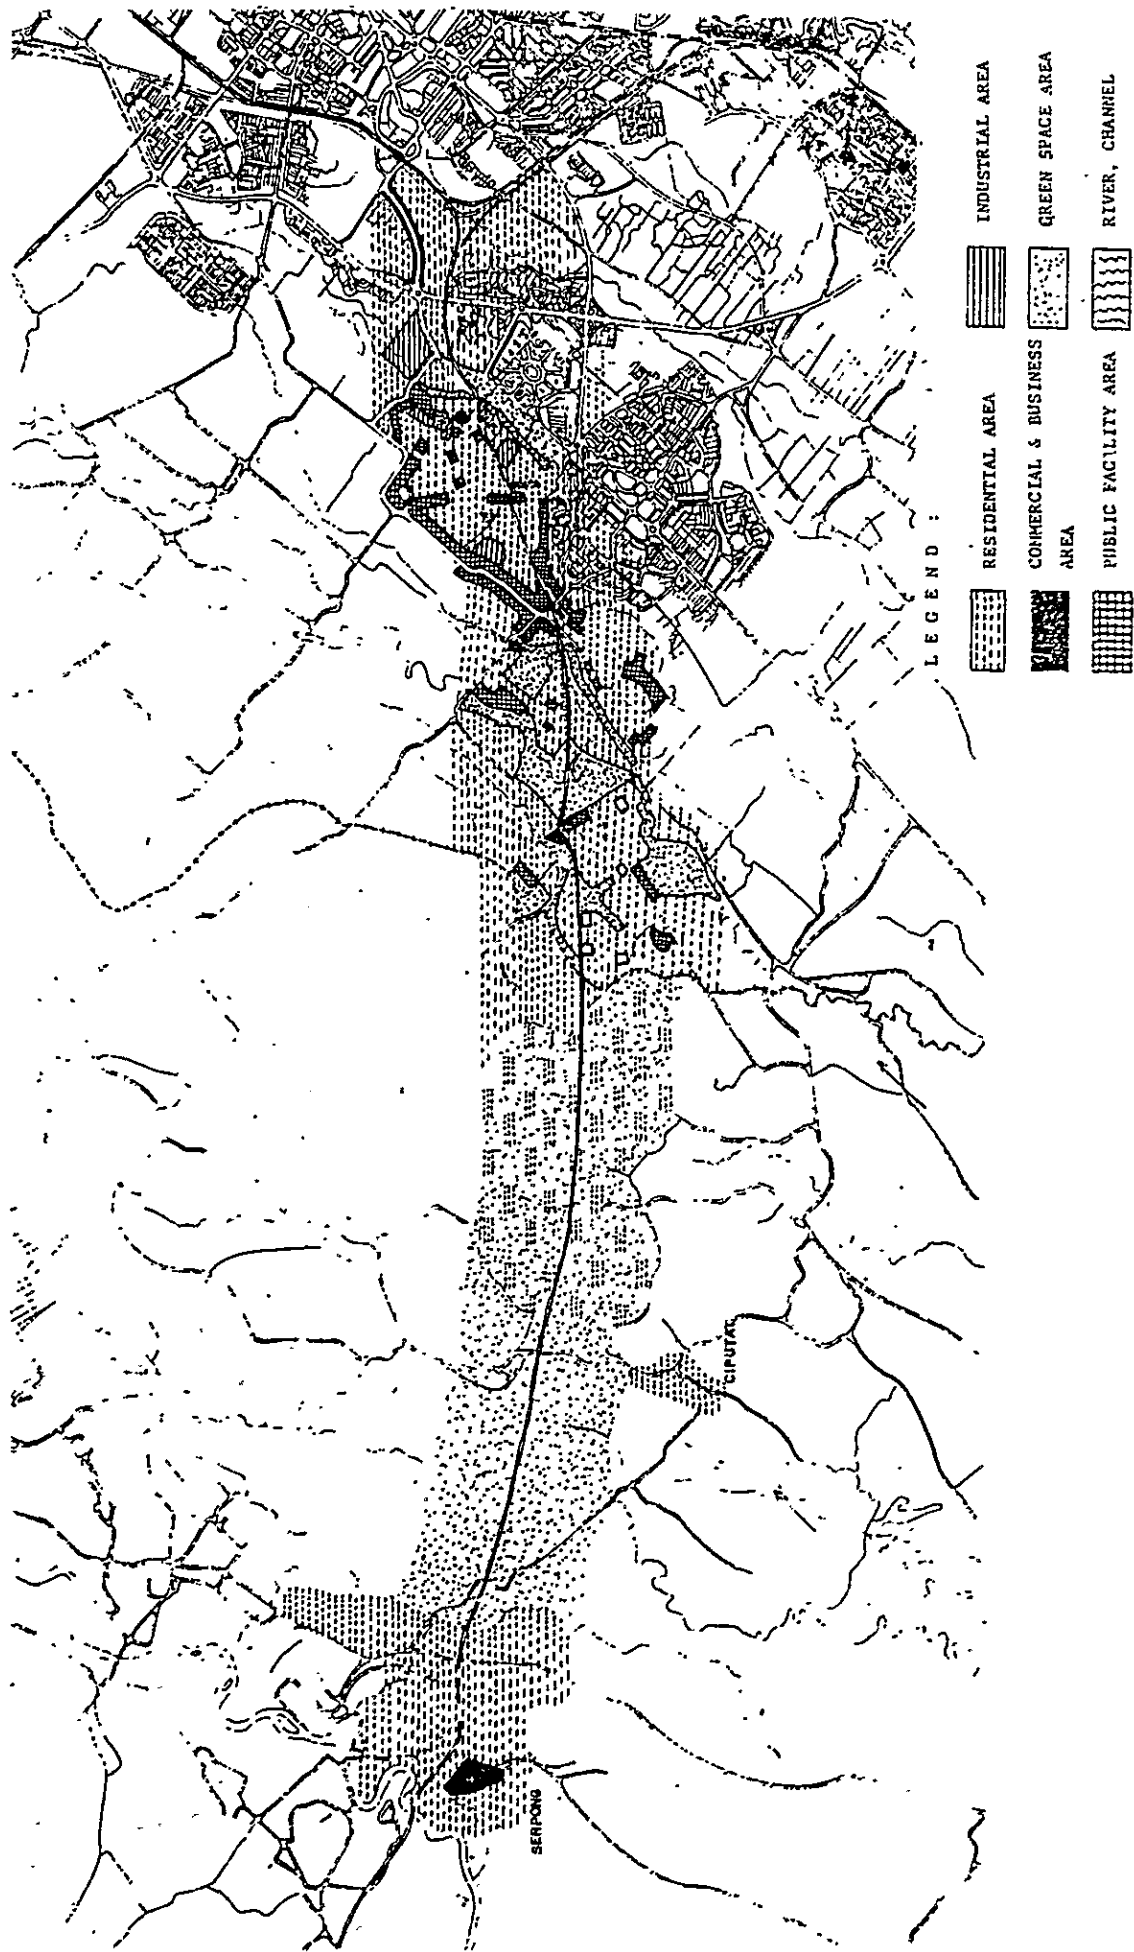 SERPONG
CIPUTAT
LEGEND :
RESIDENTIAL AREA
COMMERCIAL & BUSINESS
AREA
PUBLIC FACILITY AREA
INDUSTRIAL AREA
GREEN SPACE AREA
RIVER, CHANNEL